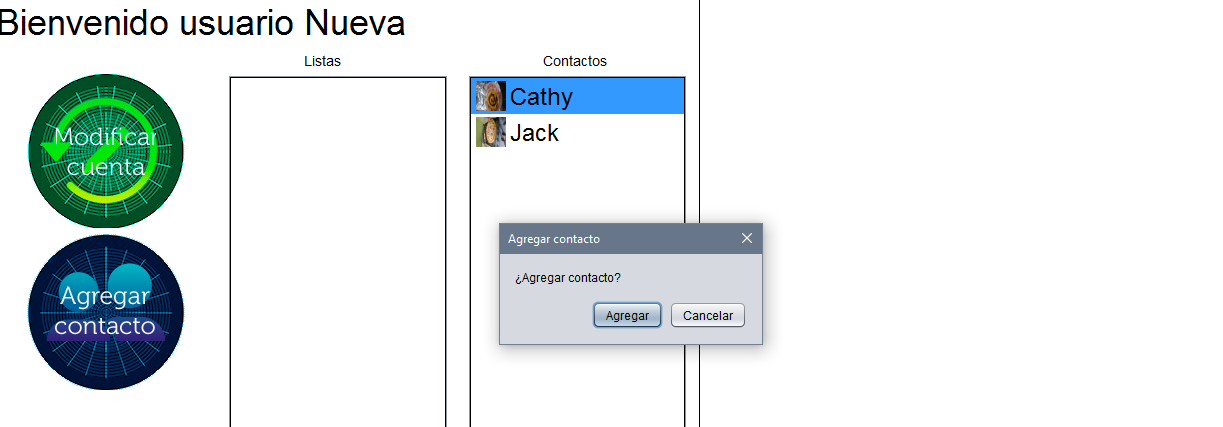 Bienvenido usuario Nueva
Listas
Contactos
Modificar
cuenta
Agregar
contacto
Cathy
Jack
Agregar contacto
¿Agregar contacto?
Agregar
Cancelar